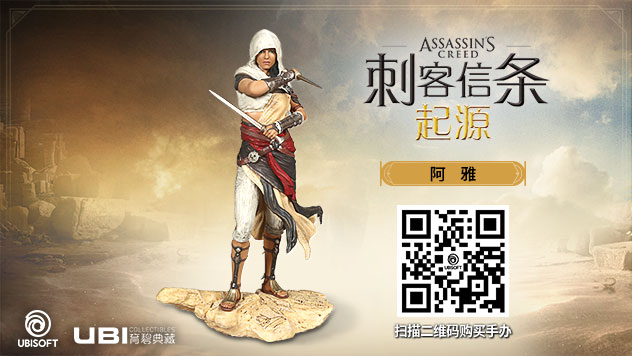 ASSASSIN'S
CREED
刺客信条
起源
阿雅
UBISOFT
扫描二维码购买手办
UBISOFT
UBI COLLECTIBLES
育碧典藏